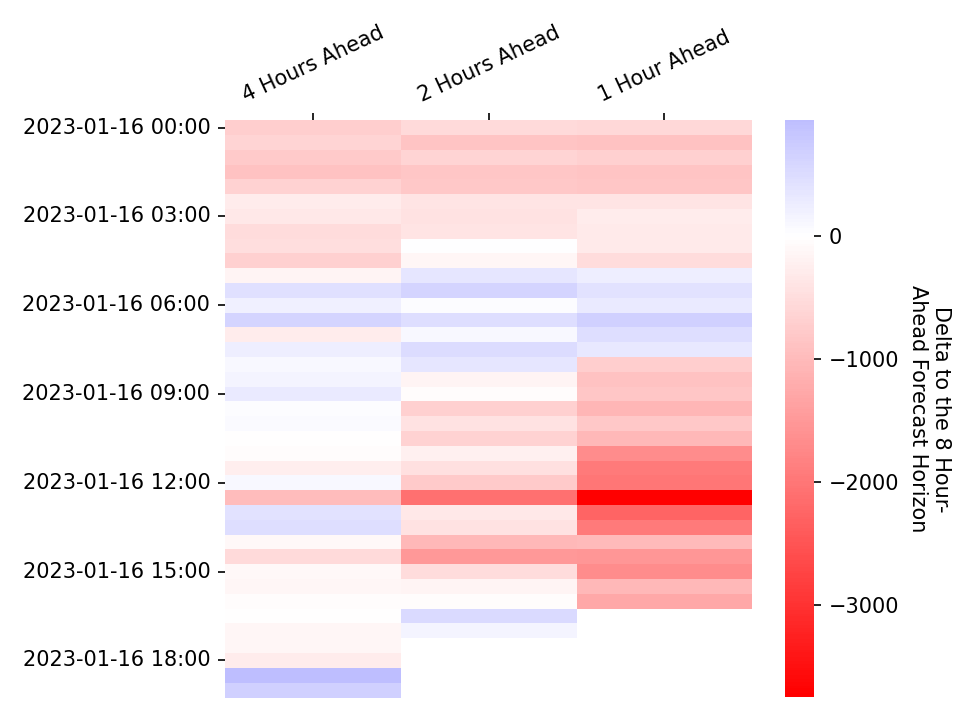 4 Hours Ahead
2 Hours Ahead
1 Hour Ahead
2023-01-16 00:00
2023-01-16 03:00
2023-01-16 06:00
2023-01-16 09:00
2023-01-16 12:00
2023-01-16 15:00
2023-01-16 18:00
0
−1000
−2000
−3000
Delta to the 8 Hour-
Ahead Forecast Horizon